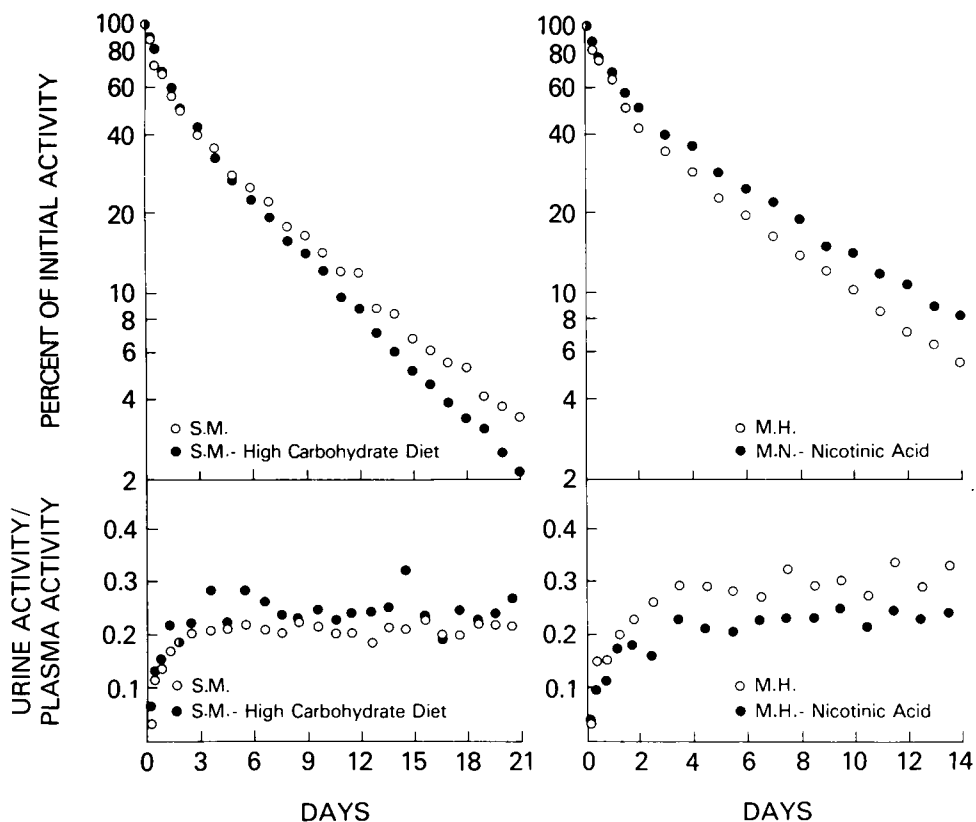 PERCENT OF INITIAL ACTIVITY
100
80
60
40
20
10
8
6
4
2
○ S.M.
● S.M.- High Carbohydrate Diet
100
80
60
40
20
10
8
6
4
2
○ M.H.
● M.N.- Nicotinic Acid
URINE ACTIVITY/
PLASMA ACTIVITY
0.4
0.3
0.2
0.1
○ S.M.
● S.M.- High Carbohydrate Diet
0 3 6 9 12 15 18 21
DAYS
0.4
0.3
0.2
0.1
○ M.H.
● M.H.- Nicotinic Acid
0 2 4 6 8 10 12 14
DAYS